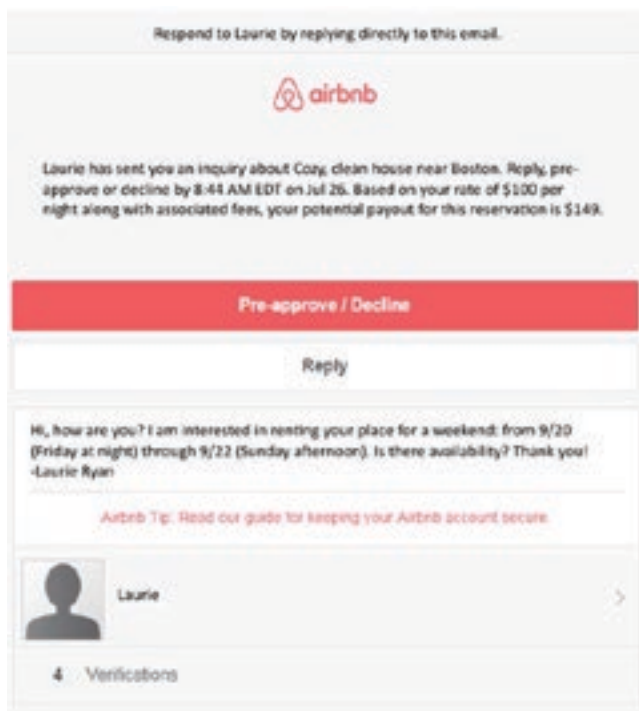 Respond to Laurie by replying directly to this email.
airbnb
Laurie has sent you an inquiry about Cozy, clean house near Boston. Reply, pre-
approve or decline by 8:44 AM EDT on Jul 26. Based on your rate of $100 per
night along with associated fees, your potential payout for this reservation is $149.
Pre-approve / Decline
Reply
Hi, how are you? I am interested in renting your place for a weekend: from 9/20
(Friday at night) through 9/22 (Sunday afternoon). Is there availability? Thank you!
-Laurie Ryan
Airbnb Tip: Read our guide for keeping your Airbnb account secure
Laurie
4 Verifications